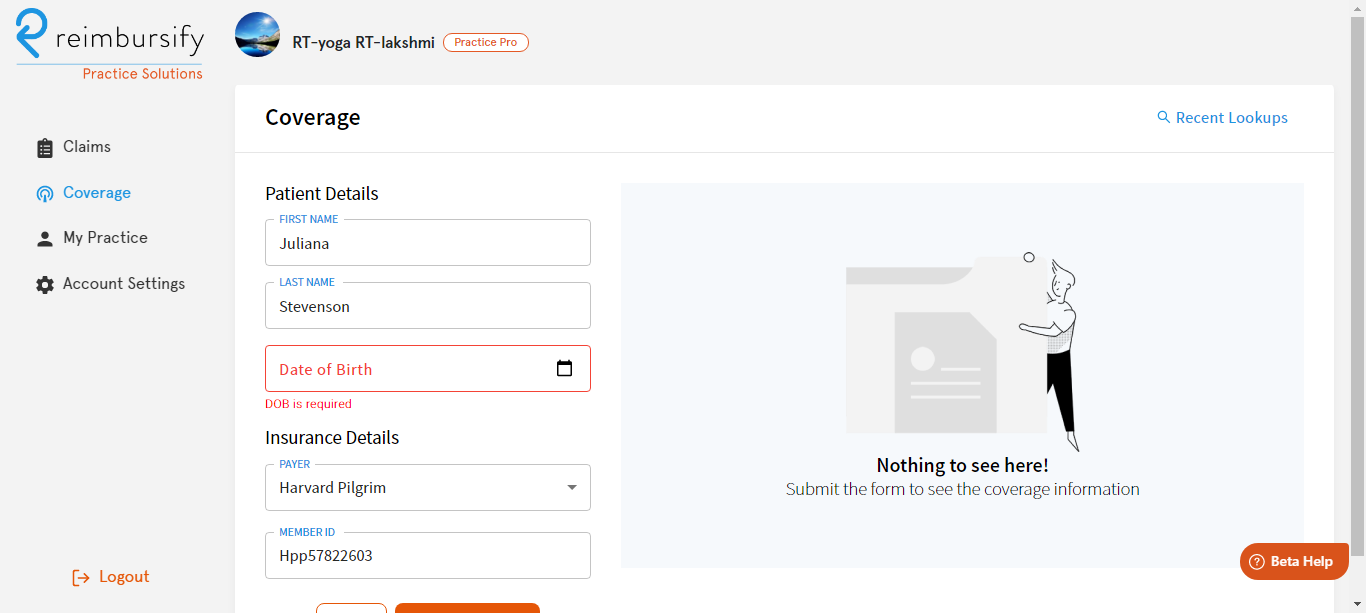 reimbursify
Practice Solutions
RT-yoga RT-lakshmi
Practice Pro
Claims
Coverage
My Practice
Account Settings
Logout
Coverage
Recent Lookups
Patient Details
FIRST NAME
Juliana
LAST NAME
Stevenson
Date of Birth
DOB is required
Insurance Details
PAYER
Harvard Pilgrim
MEMBER ID
Hpp57822603
Nothing to see here!
Submit the form to see the coverage information
? Beta Help